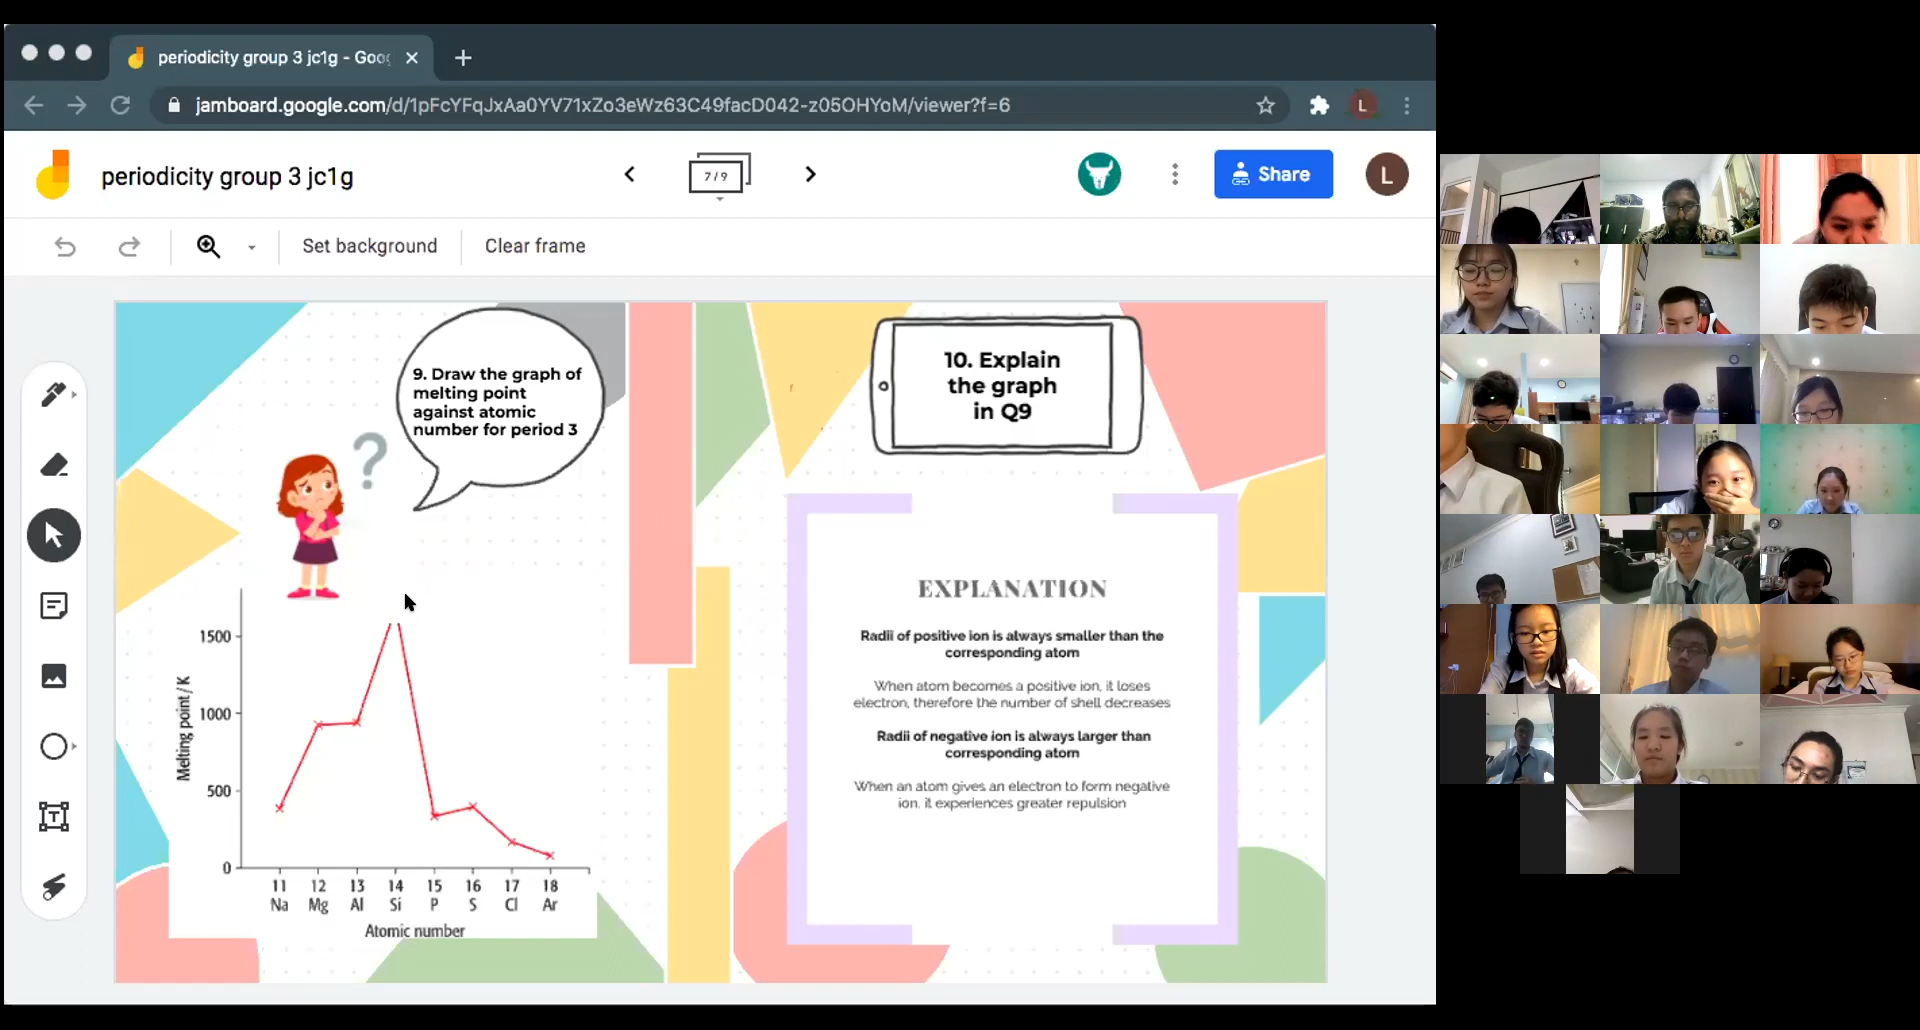 periodicity group 3 jc1g - Goo
jamboard.google.com/d/1pFcYFqJxAa0YV71xZo3eWz63C49facD042-z05OHYoM/viewer?f=6
L
periodicity group 3 jc1g
7 / 9
Share
L
Set background
Clear frame
9. Draw the graph of
melting point
against atomic
number for period 3
?
Melting point / K
1500
1000
500
0
11 12 13 14 15 16 17 18
Na Mg Al Si P S Cl Ar
Atomic number
10. Explain
the graph
in Q9
EXPLANATION
Radii of positive ion is always smaller than the
corresponding atom
When atom becomes a positive ion, it loses
electron, therefore the number of shell decreases
Radii of negative ion is always larger than
corresponding atom
When an atom gives an electron to form negative
ion, it experiences greater repulsion